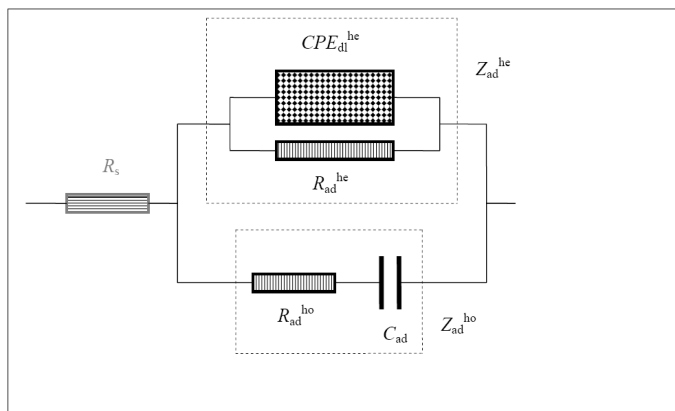 CPE_dl^he
Z_ad^he
R_s
R_ad^he
R_ad^ho
C_ad
Z_ad^ho